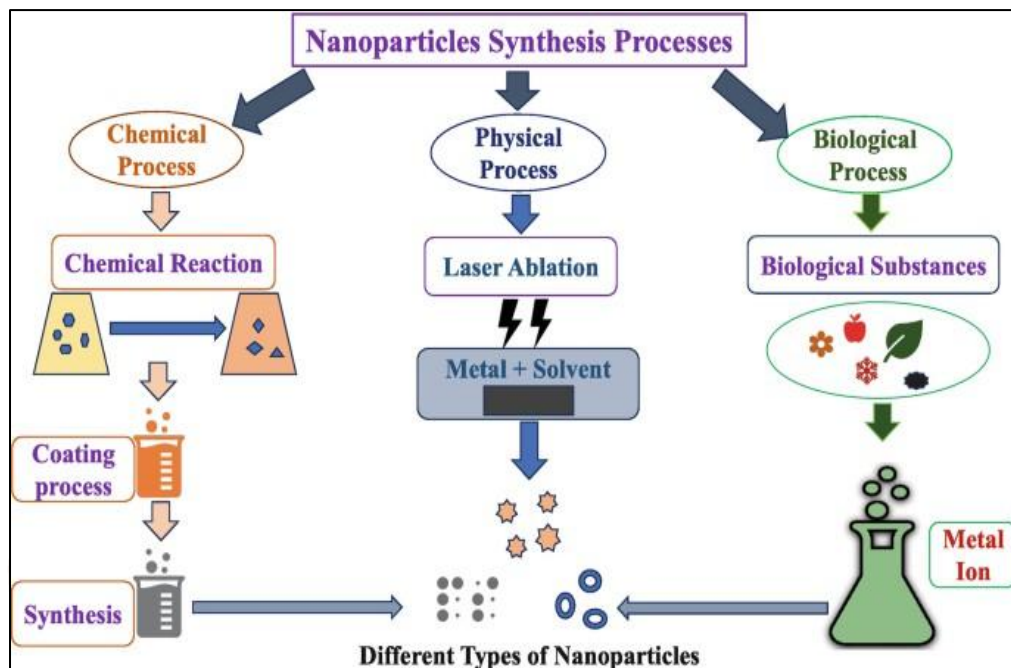 Nanoparticles Synthesis Processes
Chemical
Process
Physical
Process
Biological
Process
Chemical Reaction
Laser Ablation
Biological Substances
Metal + Solvent
Coating
process
Metal
Ion
Synthesis
Different Types of Nanoparticles